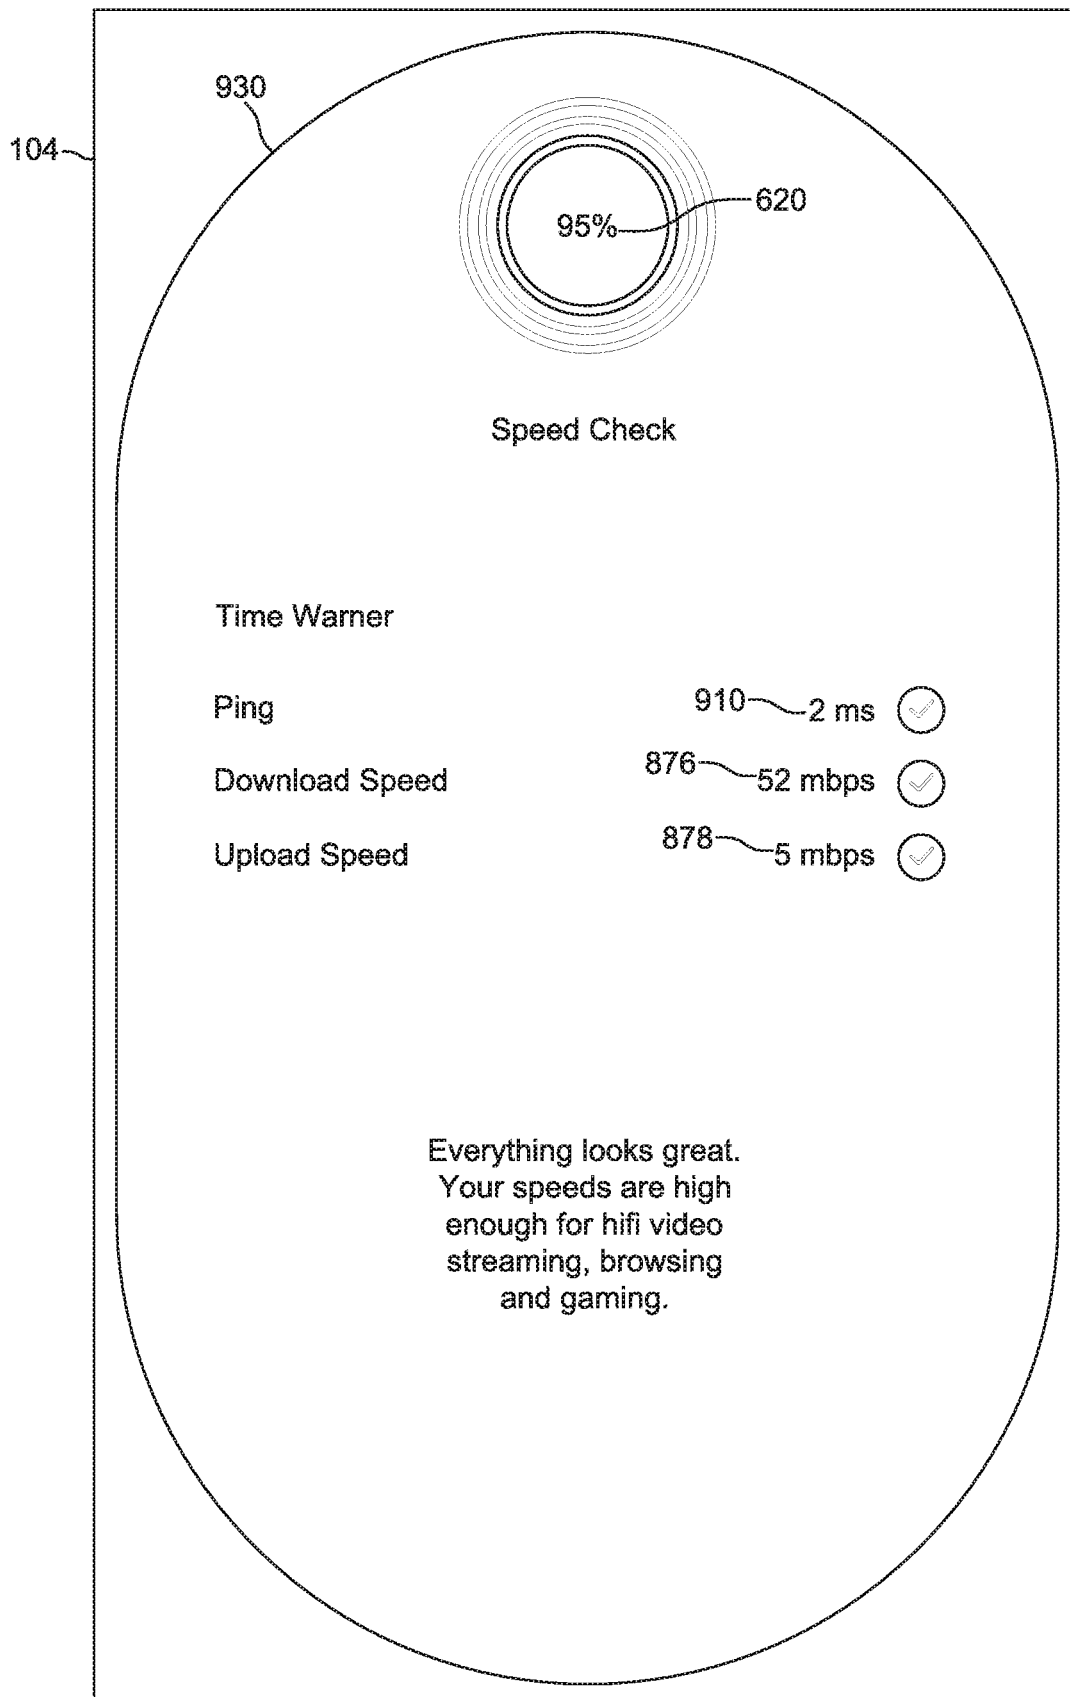 930
104
95% 620
Speed Check
Time Warner
Ping 910 2 ms
Download Speed 876 52 mbps
Upload Speed 878 5 mbps
Everything looks great.
Your speeds are high
enough for hifi video
streaming, browsing
and gaming.